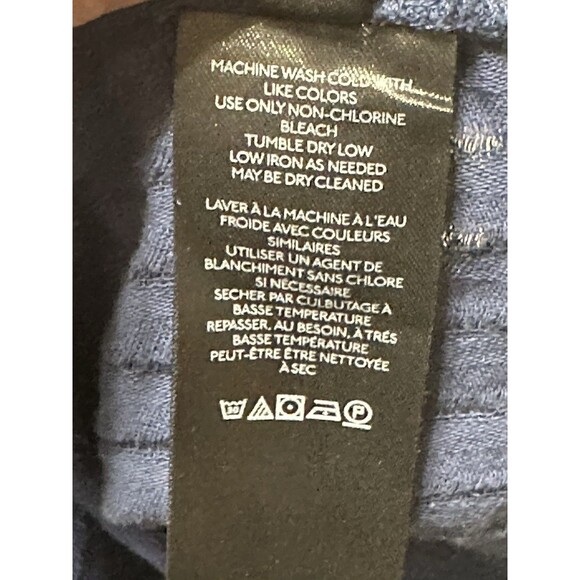 MACHINE WASH COLD WITH
LIKE COLORS
USE ONLY NON-CHLORINE
BLEACH
TUMBLE DRY LOW
LOW IRON AS NEEDED
MAY BE DRY CLEANED
LAVER À LA MACHINE À L'EAU
FROIDE AVEC COULEURS
SIMILAIRES
UTILISER UN AGENT DE
BLANCHIMENT SANS CHLORE
SI NÉCESSAIRE
SECHER PAR CULBUTAGE À
BASSE TEMPÉRATURE
REPASSER, AU BESOIN, À TRÉS
BASSE TEMPÉRATURE
PEUT-ÊTRE ÊTRE NETTOYÉE
À SEC
30 P